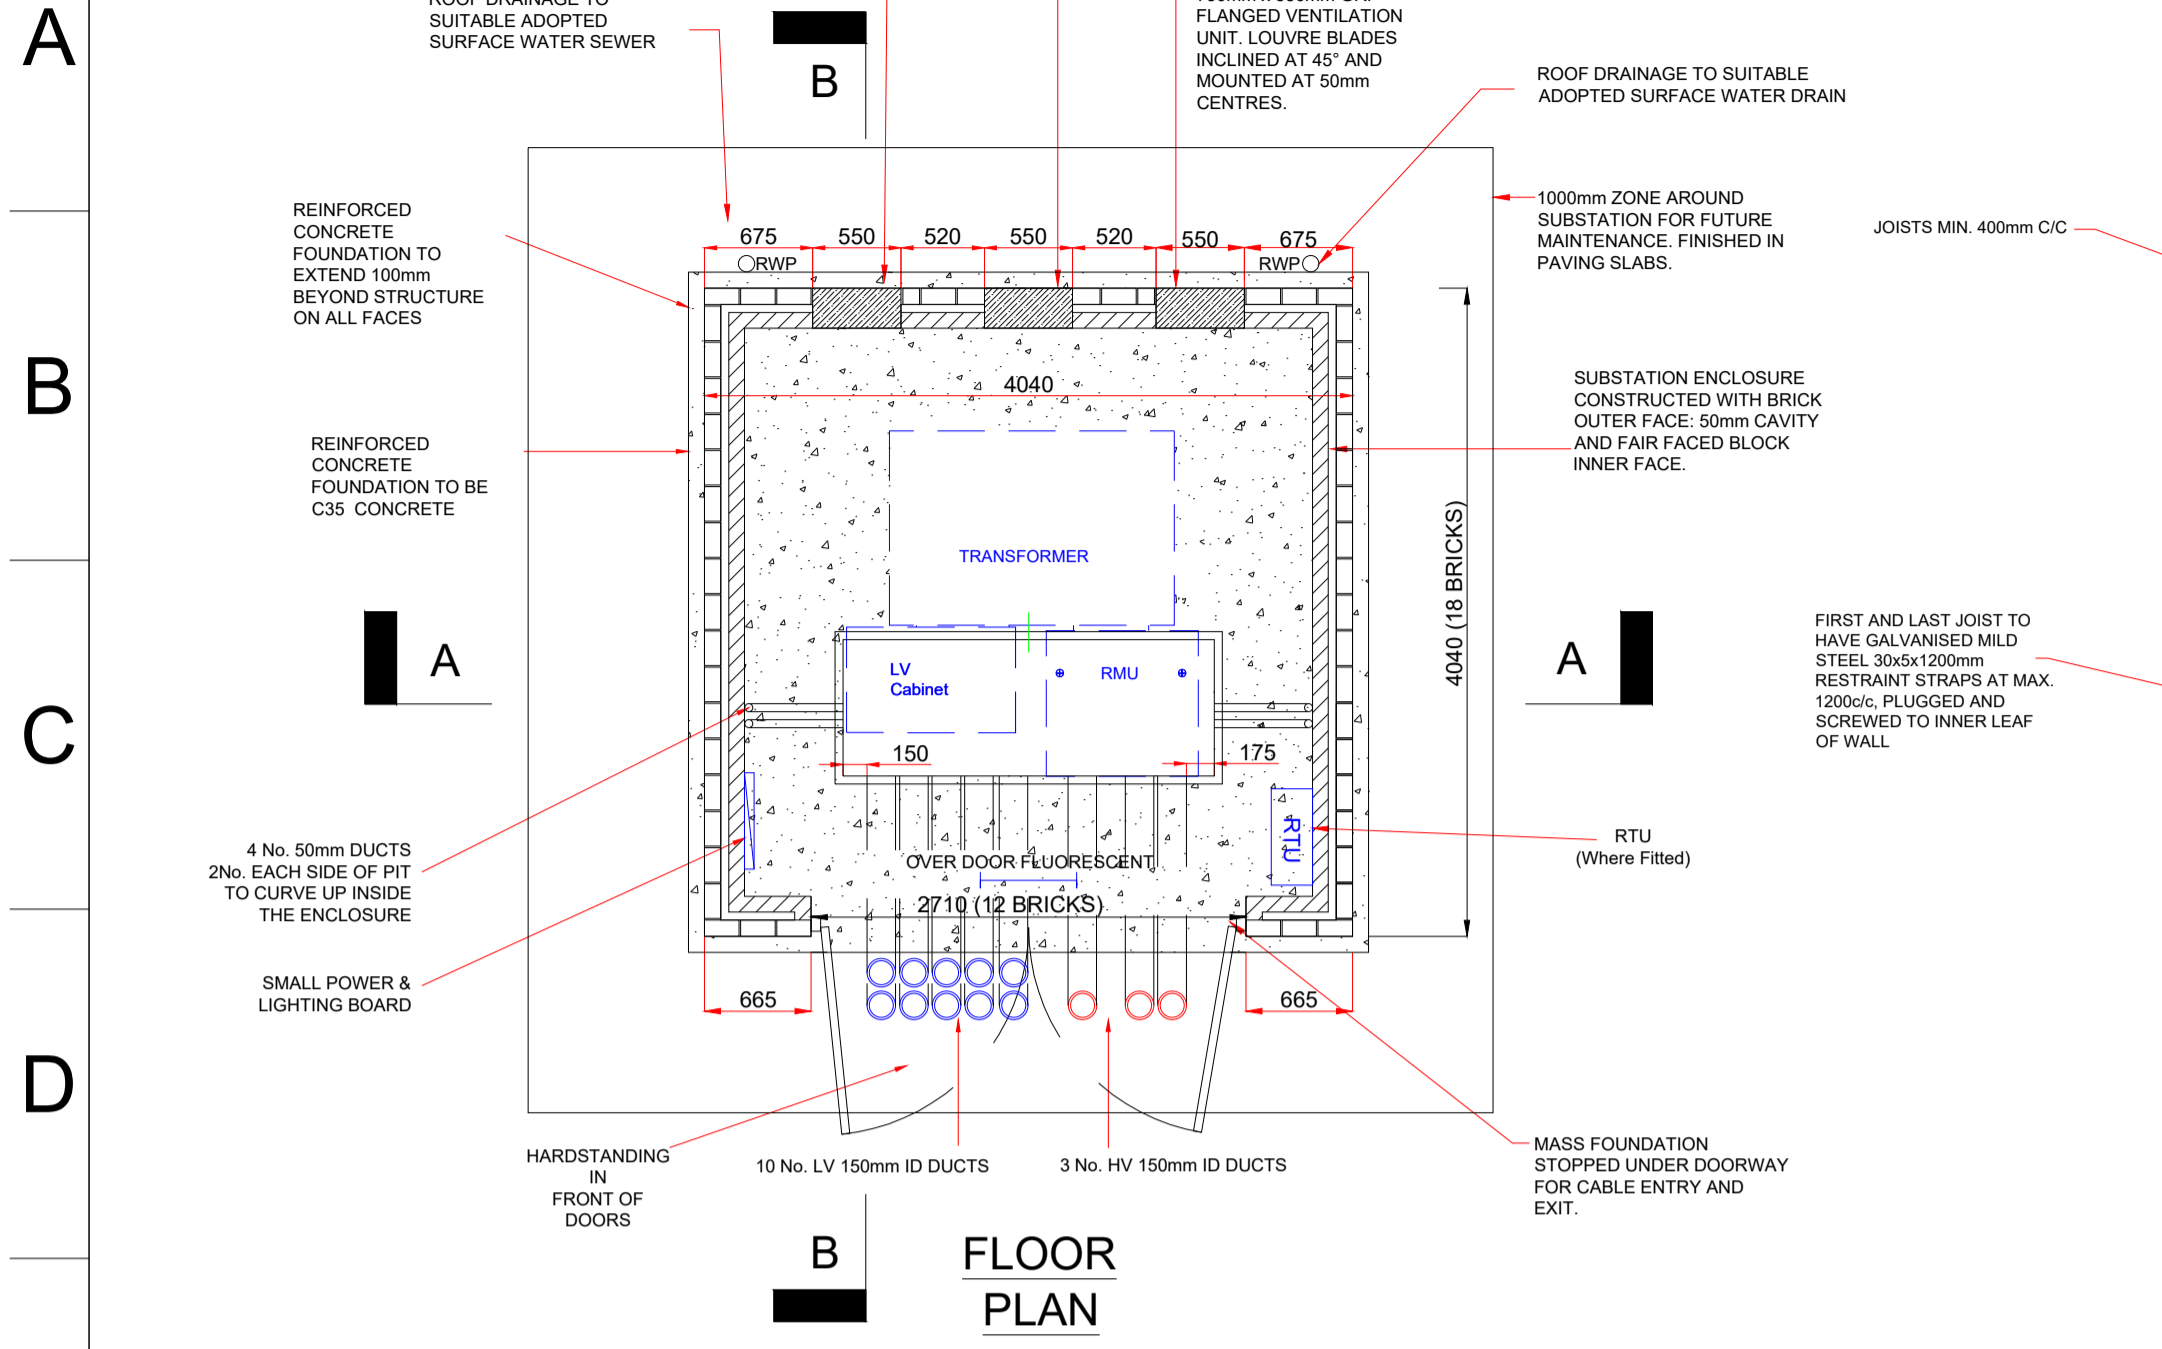 A
B
C
D
ROOF DRAINAGE TO
SUITABLE ADOPTED
SURFACE WATER SEWER
B
FLANGED VENTILATION
UNIT. LOUVRE BLADES
INCLINED AT 45° AND
MOUNTED AT 50mm
CENTRES.
ROOF DRAINAGE TO SUITABLE
ADOPTED SURFACE WATER DRAIN
REINFORCED
CONCRETE
FOUNDATION TO
EXTEND 100mm
BEYOND STRUCTURE
ON ALL FACES
675 550 520 550 520 550 675
RWP
RWP
1000mm ZONE AROUND
SUBSTATION FOR FUTURE
MAINTENANCE. FINISHED IN
PAVING SLABS.
JOISTS MIN. 400mm C/C
4040
SUBSTATION ENCLOSURE
CONSTRUCTED WITH BRICK
OUTER FACE: 50mm CAVITY
AND FAIR FACED BLOCK
INNER FACE.
REINFORCED
CONCRETE
FOUNDATION TO BE
C35 CONCRETE
4040 (18 BRICKS)
TRANSFORMER
A
LV
Cabinet
RMU
A
FIRST AND LAST JOIST TO
HAVE GALVANISED MILD
STEEL 30x5x1200mm
RESTRAINT STRAPS AT MAX.
1200c/c, PLUGGED AND
SCREWED TO INNER LEAF
OF WALL
150
175
RTU
RTU
(Where Fitted)
4 No. 50mm DUCTS
2No. EACH SIDE OF PIT
TO CURVE UP INSIDE
THE ENCLOSURE
OVER DOOR FLUORESCENT
2710 (12 BRICKS)
SMALL POWER &
LIGHTING BOARD
665
665
HARDSTANDING
IN
FRONT OF
DOORS
10 No. LV 150mm ID DUCTS
3 No. HV 150mm ID DUCTS
MASS FOUNDATION
STOPPED UNDER DOORWAY
FOR CABLE ENTRY AND
EXIT.
B
FLOOR
PLAN